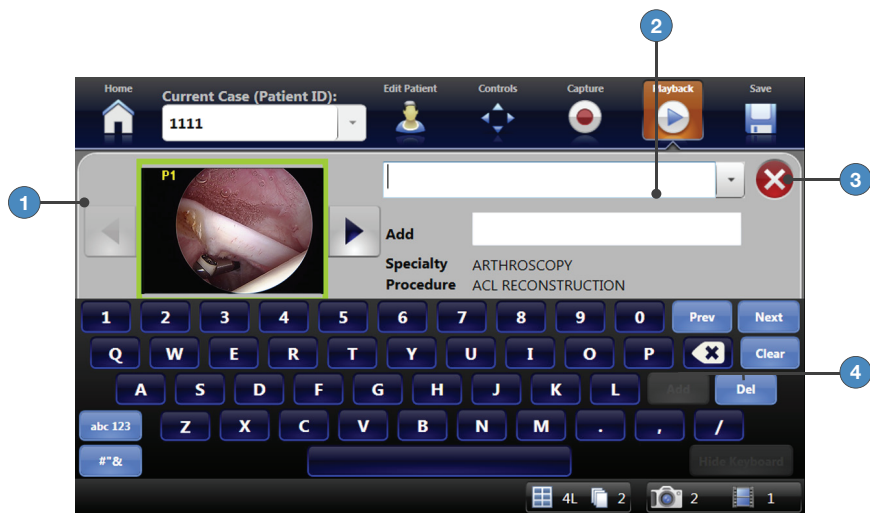 2
Home
Current Case (Patient ID):
Edit Patient
Controls
Capture
Playback
Save
1111
P1
1
3
Add
Specialty ARTHROSCOPY
Procedure ACL RECONSTRUCTION
1 2 3 4 5 6 7 8 9 0 Prev Next
Q W E R T Y U I O P Clear
4
A S D F G H J K L Add Del
abc 123 Z X C V B N M . , /
#"& Hide Keyboard
4L 2 2 1